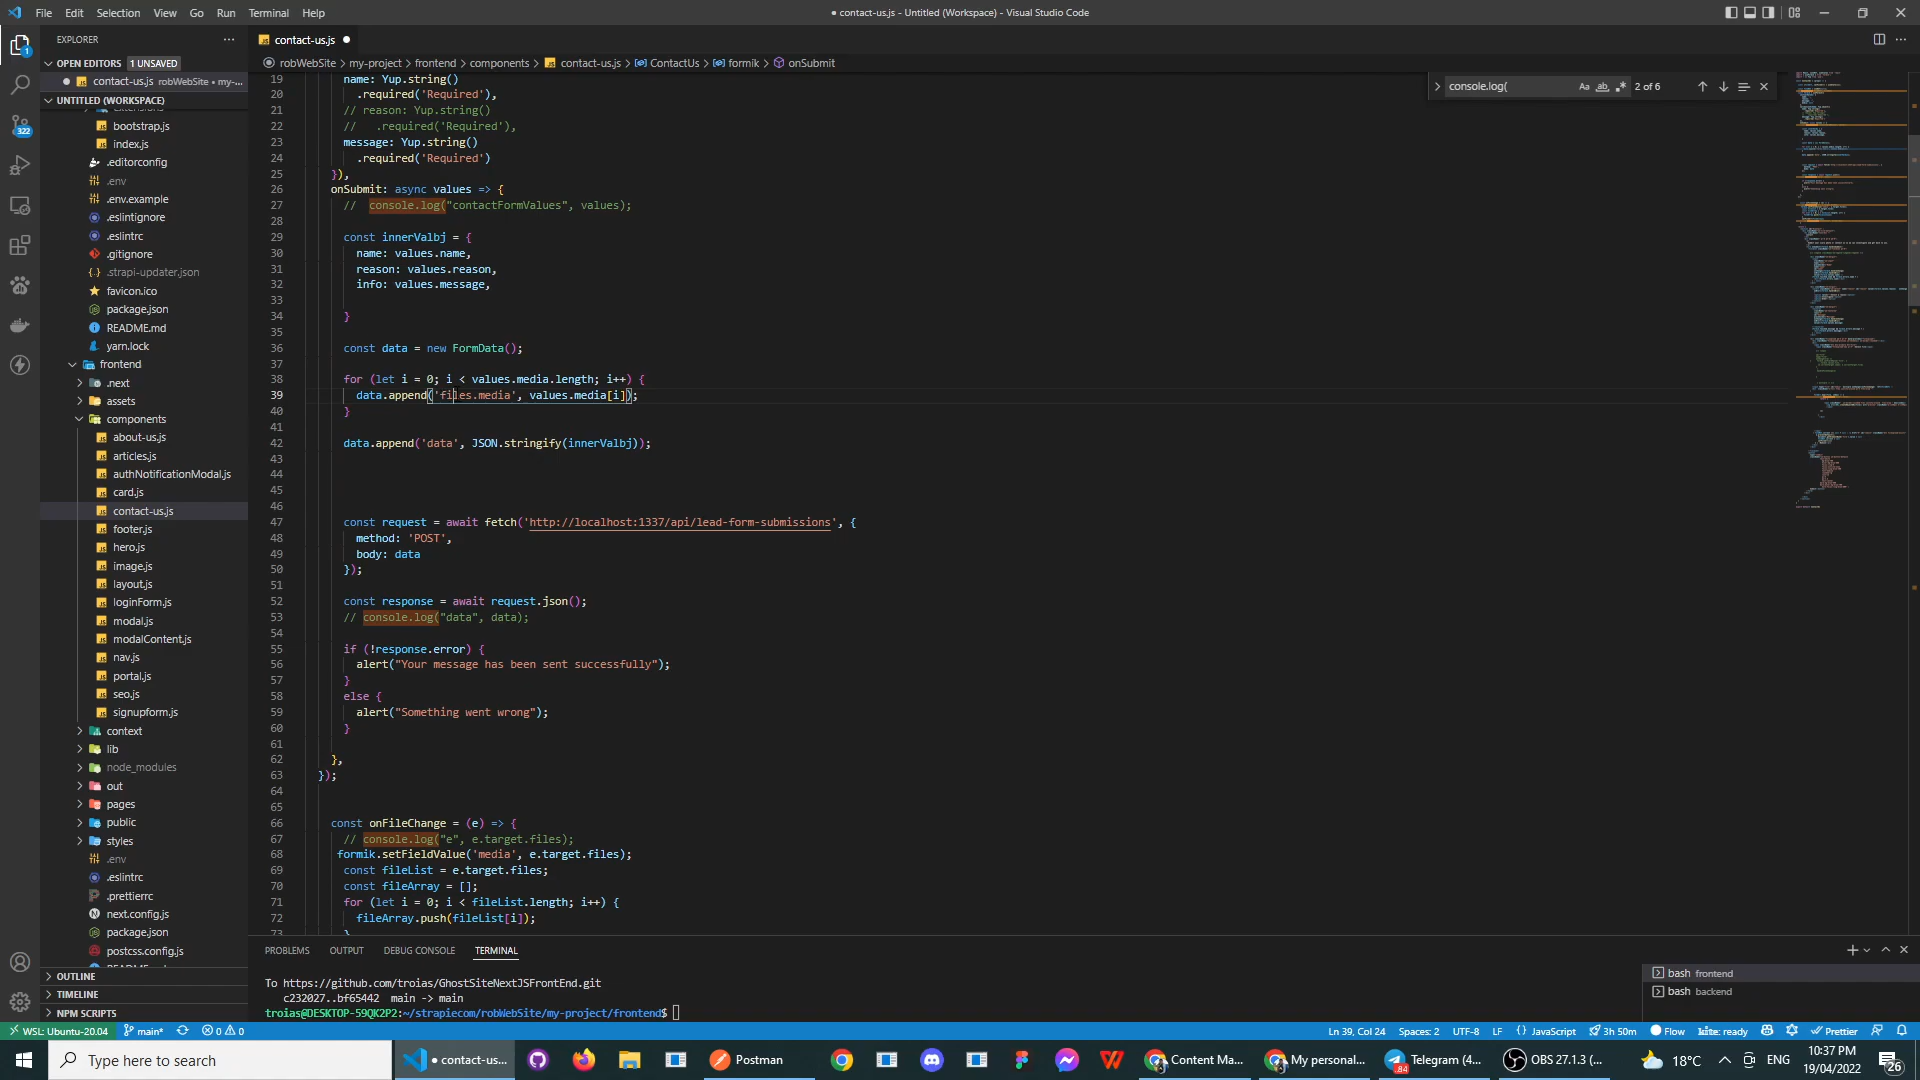 File Edit Selection View Go Run Terminal Help
● contact-us.js - Untitled (Workspace) - Visual Studio Code
EXPLORER
OPEN EDITORS 1 UNSAVED
contact-us.js robWebSite • my-...
UNTITLED (WORKSPACE)
extensions
bootstrap.js
index.js
.editorconfig
.env
.env.example
.eslintignore
.eslintrc
.gitignore
.strapi-updater.json
favicon.ico
package.json
README.md
yarn.lock
frontend
.next
assets
components
about-us.js
articles.js
authNotificationModal.js
card.js
contact-us.js
footer.js
hero.js
image.js
layout.js
loginForm.js
modal.js
modalContent.js
nav.js
portal.js
seo.js
signupform.js
context
lib
node_modules
out
pages
public
styles
.env
.eslintrc
.prettierrc
next.config.js
package.json
postcss.config.js
OUTLINE
TIMELINE
NPM SCRIPTS
1
322
contact-us.js
robWebSite > my-project > frontend > components > contact-us.js > ContactUs > formik > onSubmit
console.log( Aa ab 2 of 6
19 name: Yup.string()
20 .required('Required'),
21 // reason: Yup.string()
22 // .required('Required'),
23 message: Yup.string()
24 .required('Required')
25 }),
26 onSubmit: async values => {
27 // console.log("contactFormValues", values);
28
29 const innerValbj = {
30 name: values.name,
31 reason: values.reason,
32 info: values.message,
33
34 }
35
36 const data = new FormData();
37
38 for (let i = 0; i < values.media.length; i++) {
39 data.append('files.media', values.media[i]);
40 }
41
42 data.append('data', JSON.stringify(innerValbj));
43
44
45
46
47 const request = await fetch('http://localhost:1337/api/lead-form-submissions', {
48 method: 'POST',
49 body: data
50 });
51
52 const response = await request.json();
53 // console.log("data", data);
54
55 if (!response.error) {
56 alert("Your message has been sent successfully");
57 }
58 else {
59 alert("Something went wrong");
60 }
61
62 },
63 });
64
65
66 const onFileChange = (e) => {
67 // console.log("e", e.target.files);
68 formik.setFieldValue('media', e.target.files);
69 const fileList = e.target.files;
70 const fileArray = [];
71 for (let i = 0; i < fileList.length; i++) {
72 fileArray.push(fileList[i]);
73 }
PROBLEMS OUTPUT DEBUG CONSOLE TERMINAL
To https://github.com/troias/GhostSiteNextJSFrontEnd.git
c232027..bf65442 main -> main
troias@DESKTOP-59QK2P2:~/strapiecom/robWebSite/my-project/frontend$
bash frontend
bash backend
WSL: Ubuntu-20.04 main* 0 0 Ln 39, Col 24 Spaces: 2 UTF-8 LF JavaScript 3h 50m Flow kite: ready Prettier
Type here to search
● contact-us... Postman Content Ma... My personal... Telegram (4... OBS 27.1.3 (... 18°C ENG
84
10:37 PM
19/04/2022
26